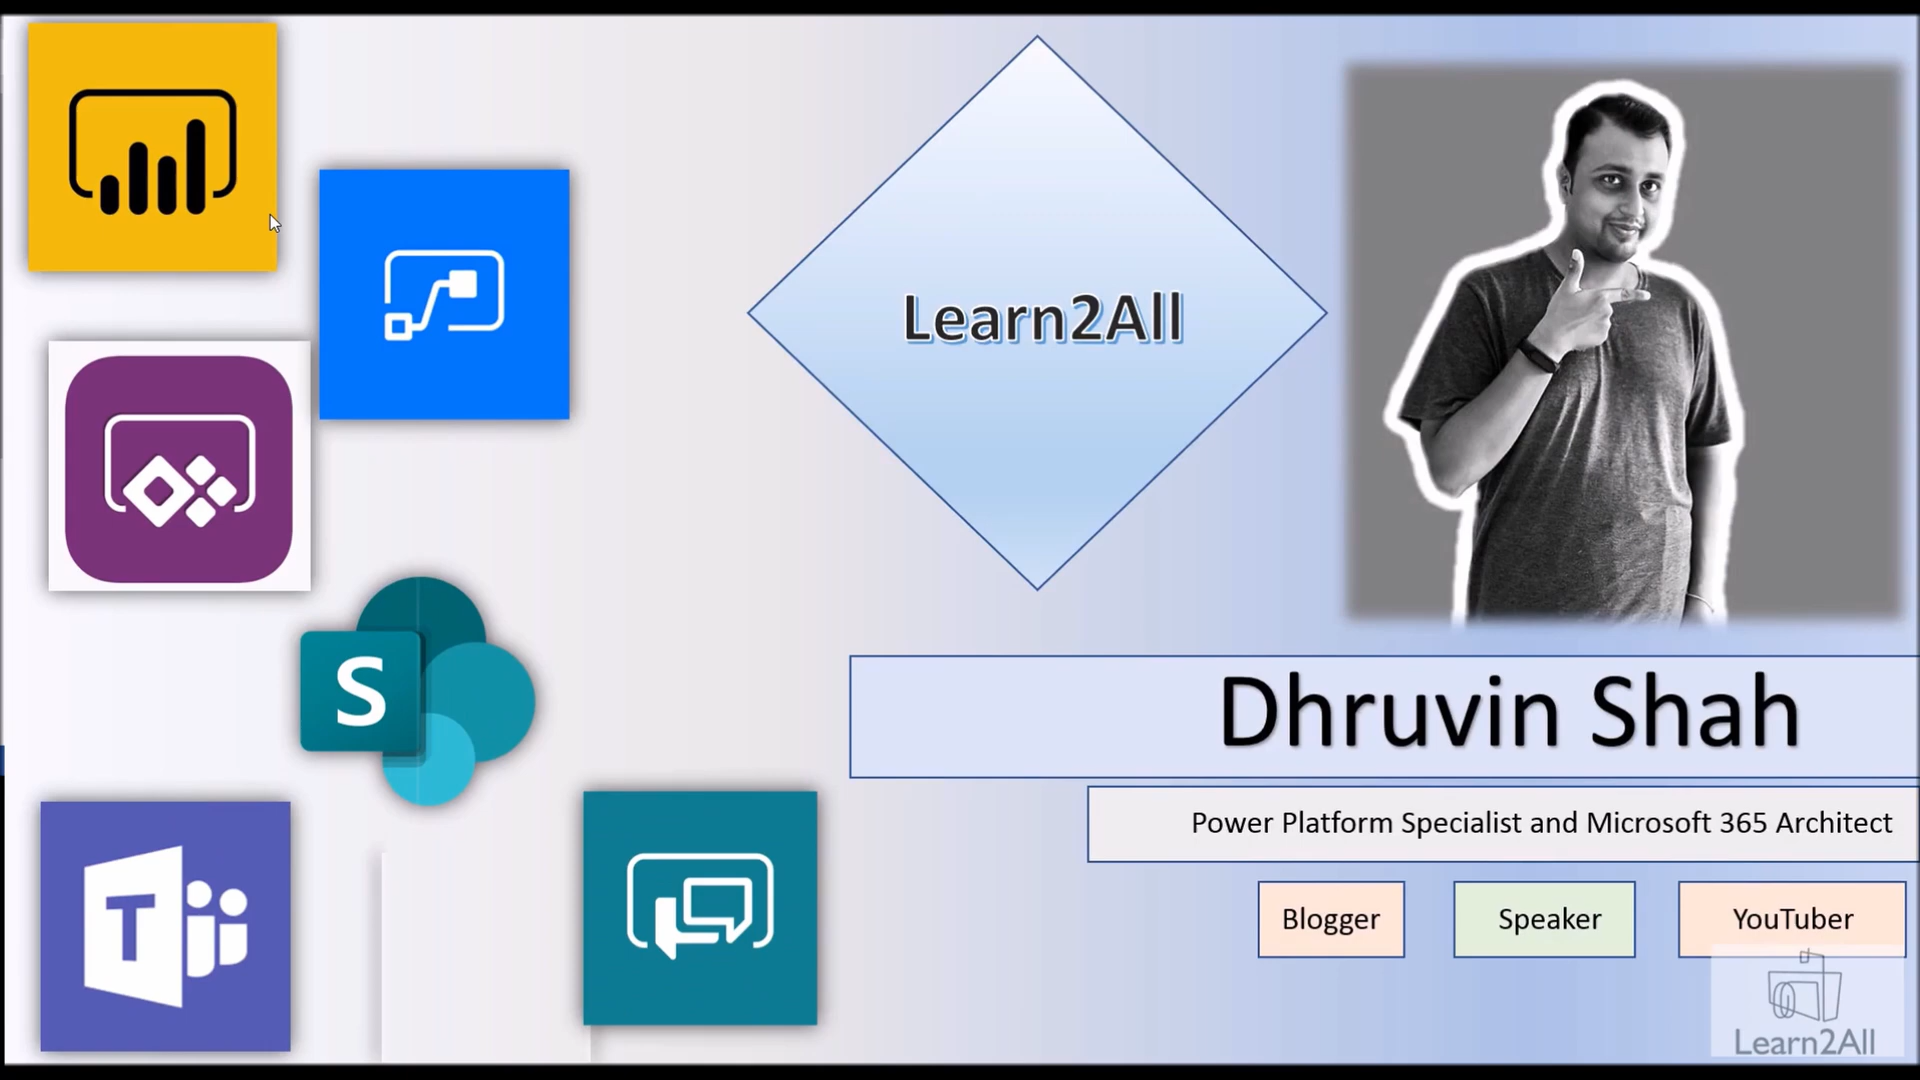 Learn2All
Dhruvin Shah
Power Platform Specialist and Microsoft 365 Architect
Blogger
Speaker
YouTuber
S
T
Learn2All